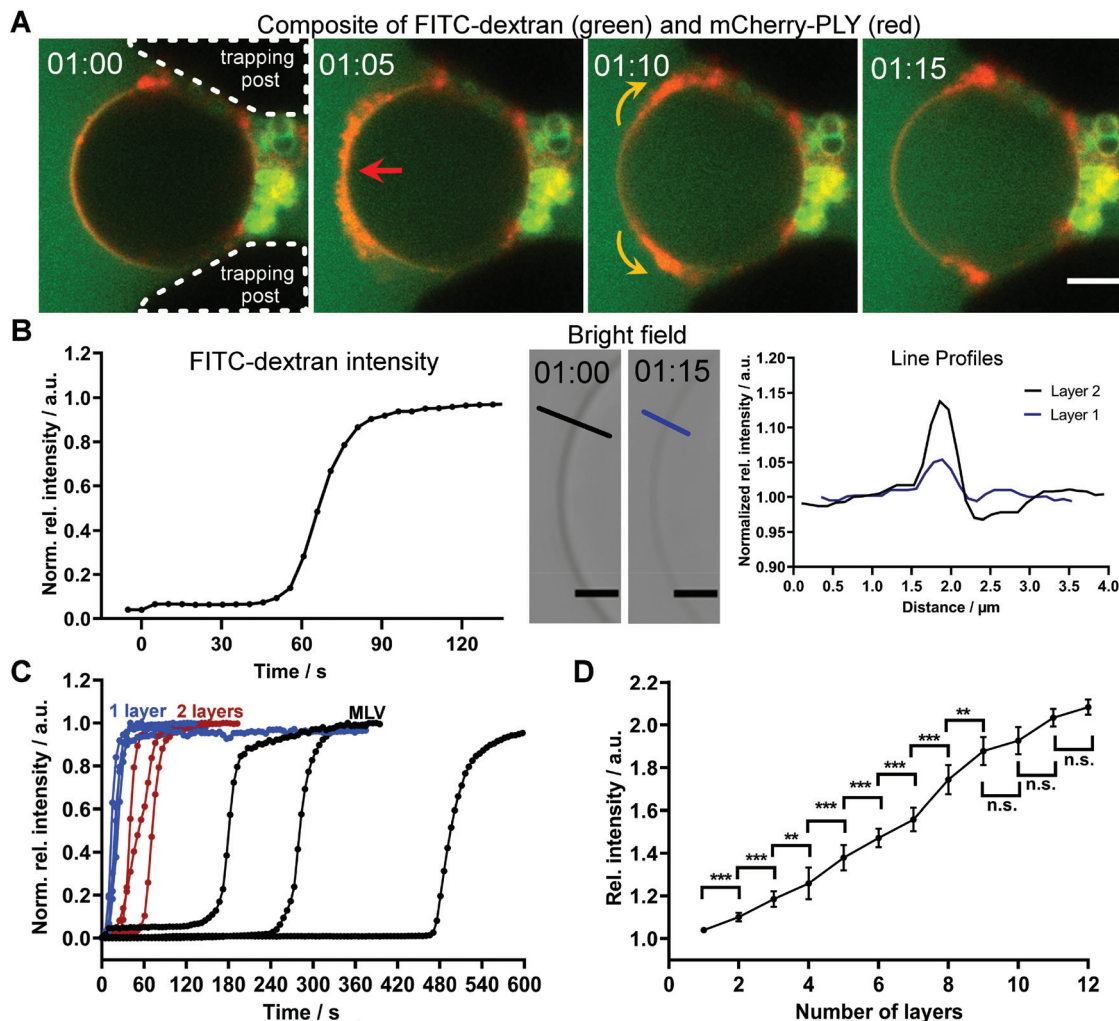 A
Composite of FITC-dextran (green) and mCherry-PLY (red)
01:00
trapping
post
trapping
post
01:05
01:10
01:15
B
FITC-dextran intensity
Norm. rel. intensity / a.u.
1.2
1.0
0.8
0.6
0.4
0.2
0.0
0 30 60 90 120
Time / s
Bright field
01:00
01:15
Line Profiles
Layer 2
Layer 1
Normalized rel. intensity / a.u.
1.20
1.15
1.10
1.05
1.00
0.95
0.90
0.0 0.5 1.0 1.5 2.0 2.5 3.0 3.5 4.0
Distance / µm
C
Norm. rel. intensity / a.u.
1.2
1.0
0.8
0.6
0.4
0.2
0.0
1 layer
2 layers
MLV
0 60 120 180 240 300 360 420 480 540 600
Time / s
D
Rel. intensity / a.u.
2.2
2.0
1.8
1.6
1.4
1.2
1.0
***
***
**
***
***
***
***
**
n.s.
n.s.
n.s.
0 2 4 6 8 10 12
Number of layers